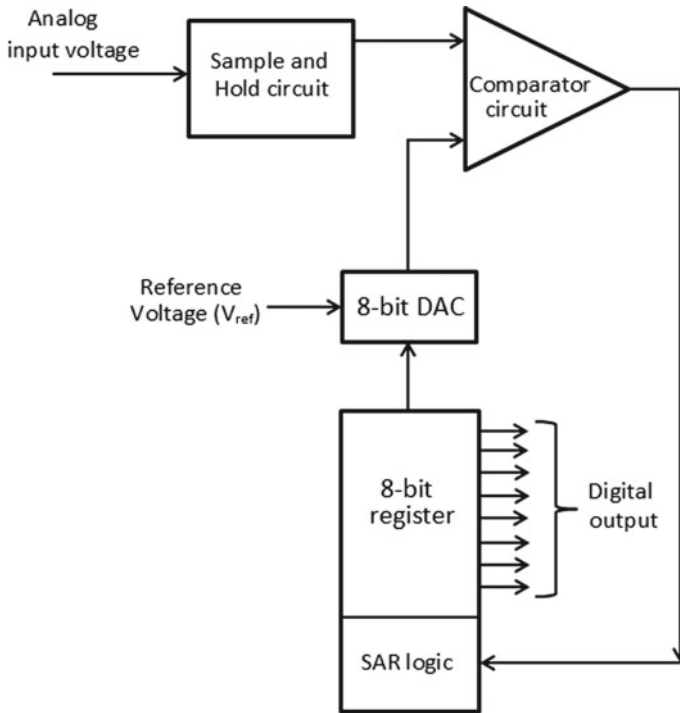 Analog
input voltage
Sample and
Hold circuit
Comparator
circuit
Reference
Voltage (Vref)
8-bit DAC
8-bit
register
Digital
output
SAR logic